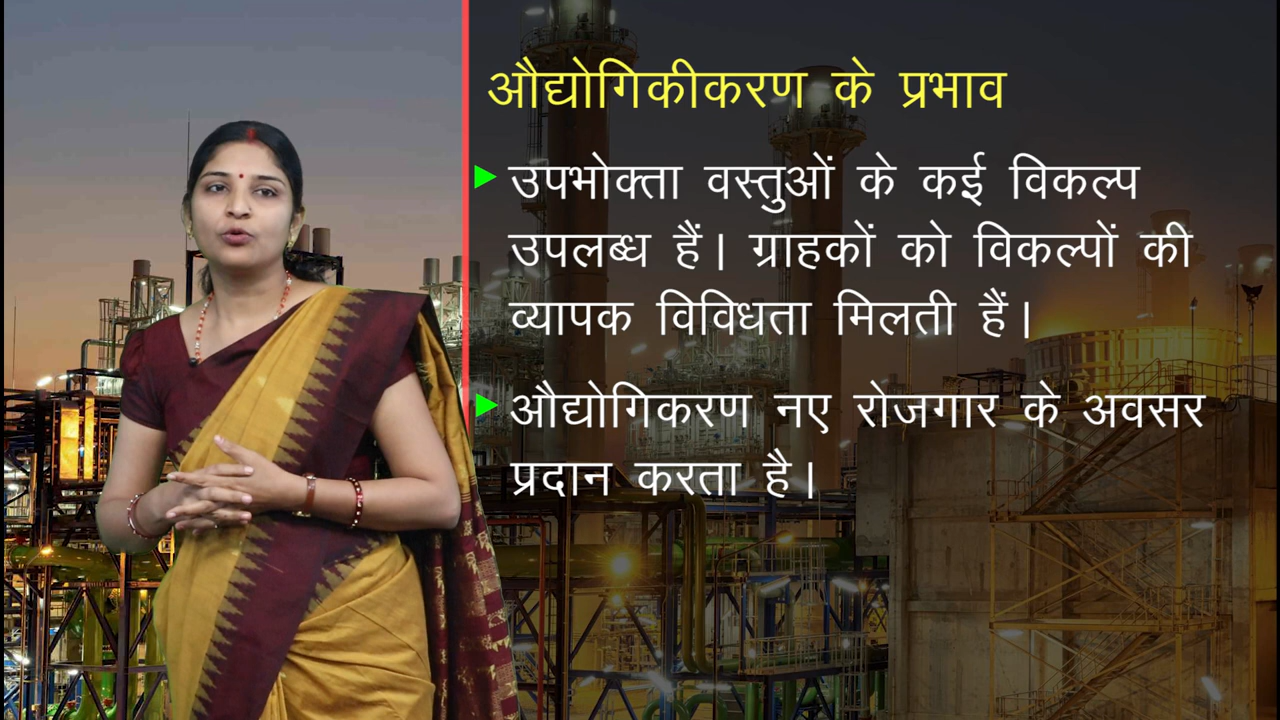 औद्योगिकीकरण के प्रभाव
उपभोक्ता वस्तुओं के कई विकल्प
उपलब्ध हैं। ग्राहकों को विकल्पों की
व्यापक विविधता मिलती हैं।
औद्योगिकरण नए रोजगार के अवसर
प्रदान करता है।